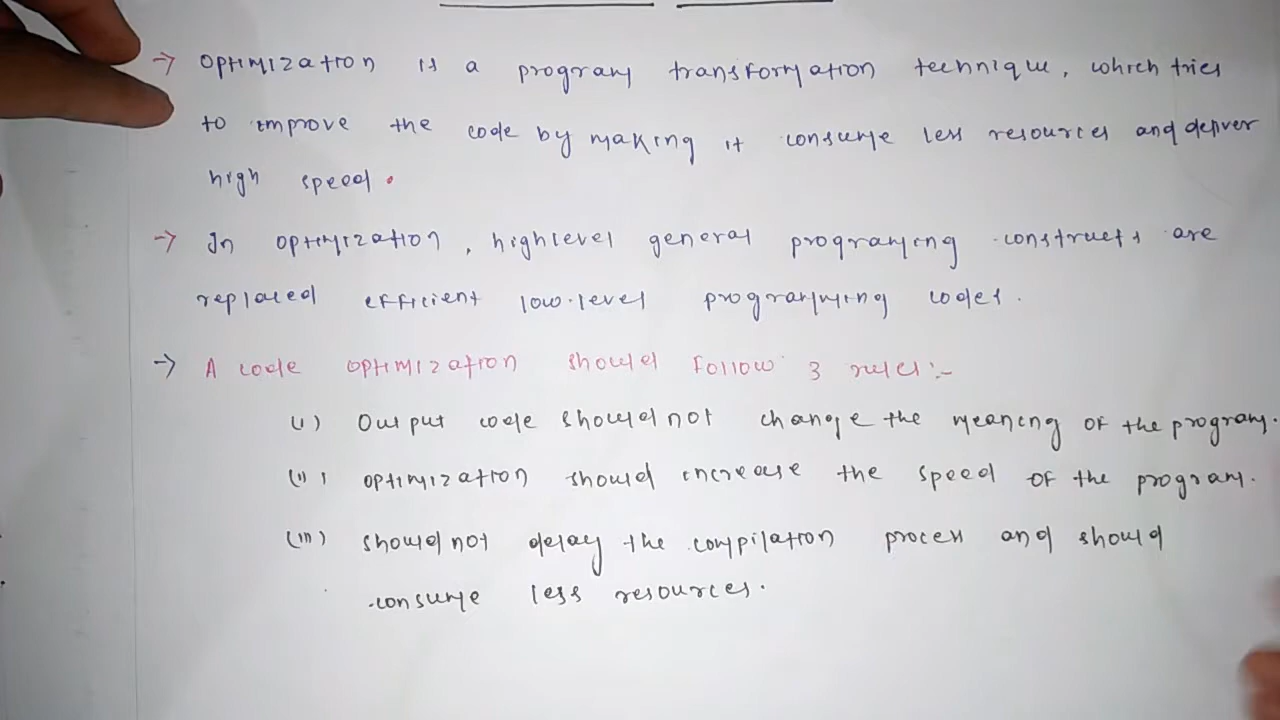 → Optimization is a program transformation technique, which tries
to improve the code by making it consume less resources and deliver
high speed.
→ In optimization, highlevel general programing constructs are
replaced efficient low-level programming codes.
→ A code optimization should follow 3 rules:-
(i) Output code should not change the meaning of the program.
(ii) optimization should increase the speed of the program.
(iii) should not delay the compilation process and should
consume less resources.